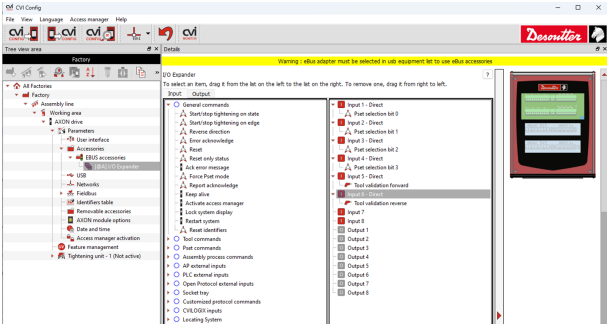 CVI Config
File View Language Access manager Help
cvi cvi cvi cvi
CONFIG
Desoutter
Tree view area
Details
Factory
Warning : eBus adapter must be selected in usb equipment list to use eBus accessories
I/O Expander
?
To select an item, drag it from the list on the left to the list on the right. To remove one, drag it from right to left.
Input Output
All Factories
Factory
Assembly line
Working area
AXON drive
Parameters
User interface
Accessories
EBUS accessories
I/O Expander
USB
Networks
Fieldbus
Identifiers table
Removable accessories
AXON module options
Date and time
Access manager activation
Feature management
Tightening unit - 1 (Not active)
General commands
Start/stop tightening on state
Start/stop tightening on edge
Reverse direction
Error acknowledge
Reset
Reset only status
Ack error message
Force Pset mode
Report acknowledge
Keep alive
Activate access manager
Lock system display
Restart system
Reset identifiers
Tool commands
Pset commands
Assembly process commands
AP external inputs
PLC external inputs
Open Protocol external inputs
Socket tray
Customized protocol commands
CVILOGIX inputs
Locating System
Input 1 - Direct
Pset selection bit 0
Input 2 - Direct
Pset selection bit 1
Input 3 - Direct
Pset selection bit 2
Input 4 - Direct
Pset selection bit 3
Input 5 - Direct
Tool validation forward
Input 6 - Direct
Tool validation reverse
Input 7
Input 8
Output 1
Output 2
Output 3
Output 4
Output 5
Output 6
Output 7
Output 8